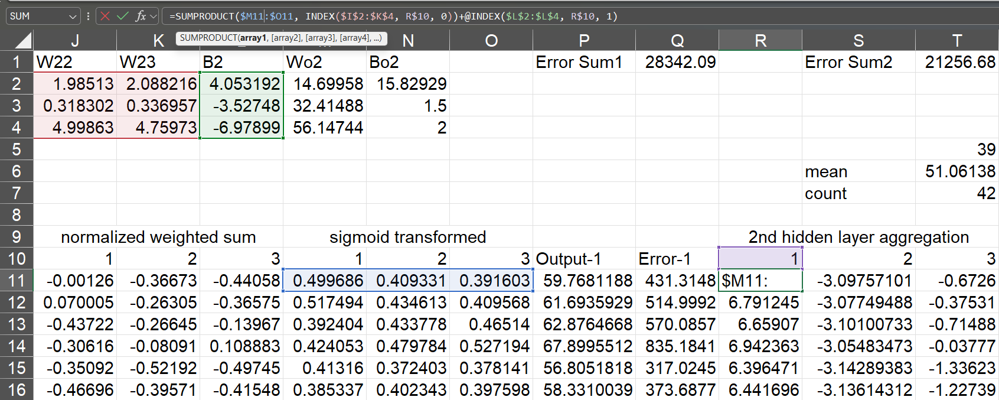 SUM =SUMPRODUCT($M11:$O11, INDEX($I$2:$K$4, R$10, 0))+@INDEX($L$2:$L$4, R$10, 1)
SUMPRODUCT(array1, [array2], [array3], [array4], ...)
J K N O P Q R S T
1 W22 W23 B2 Wo2 Bo2 Error Sum1 28342.09 Error Sum2 21256.68
2 1.98513 2.088216 4.053192 14.69958 15.82929
3 0.318302 0.336957 -3.52748 32.41488 1.5
4 4.99863 4.75973 -6.97899 56.14744 2
5 39
6 mean 51.06138
7 count 42
8
9 normalized weighted sum sigmoid transformed 2nd hidden layer aggregation
10 1 2 3 1 2 3 Output-1 Error-1 1 2 3
11 -0.00126 -0.36673 -0.44058 0.499686 0.409331 0.391603 59.7681188 431.3148 $M11: -3.09757101 -0.6726
12 0.070005 -0.26305 -0.36575 0.517494 0.434613 0.409568 61.6935929 514.9992 6.791245 -3.07749488 -0.37531
13 -0.43722 -0.26645 -0.13967 0.392404 0.433778 0.46514 62.8764668 570.0857 6.65907 -3.10100733 -0.71488
14 -0.30616 -0.08091 0.108883 0.424053 0.479784 0.527194 67.8995512 835.1841 6.942363 -3.05483473 -0.03777
15 -0.35092 -0.52192 -0.49745 0.41316 0.372403 0.378141 56.8051818 317.0245 6.396471 -3.14289383 -1.33623
16 -0.46696 -0.39571 -0.41548 0.385337 0.402343 0.397598 58.3310039 373.6877 6.441696 -3.13614312 -1.22739